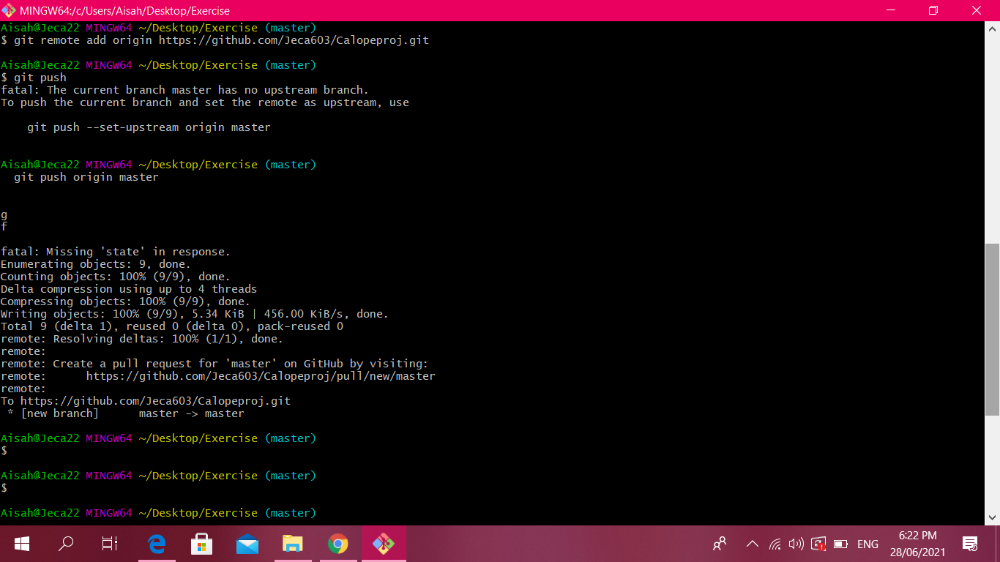 MINGW64:/c/Users/Aisah/Desktop/Exercise
Aisah@Jeca22 MINGW64 ~/Desktop/Exercise (master)
$ git remote add origin https://github.com/Jeca603/Calopeproj.git
Aisah@Jeca22 MINGW64 ~/Desktop/Exercise (master)
$ git push
fatal: The current branch master has no upstream branch.
To push the current branch and set the remote as upstream, use
git push --set-upstream origin master
Aisah@Jeca22 MINGW64 ~/Desktop/Exercise (master)
git push origin master
g
f
fatal: Missing 'state' in response.
Enumerating objects: 9, done.
Counting objects: 100% (9/9), done.
Delta compression using up to 4 threads
Compressing objects: 100% (9/9), done.
Writing objects: 100% (9/9), 5.34 KiB | 456.00 KiB/s, done.
Total 9 (delta 1), reused 0 (delta 0), pack-reused 0
remote: Resolving deltas: 100% (1/1), done.
remote:
remote: Create a pull request for 'master' on GitHub by visiting:
remote:      https://github.com/Jeca603/Calopeproj/pull/new/master
remote:
To https://github.com/Jeca603/Calopeproj.git
* [new branch]      master -> master
Aisah@Jeca22 MINGW64 ~/Desktop/Exercise (master)
$
Aisah@Jeca22 MINGW64 ~/Desktop/Exercise (master)
$
Aisah@Jeca22 MINGW64 ~/Desktop/Exercise (master)
ENG
6:22 PM
28/06/2021